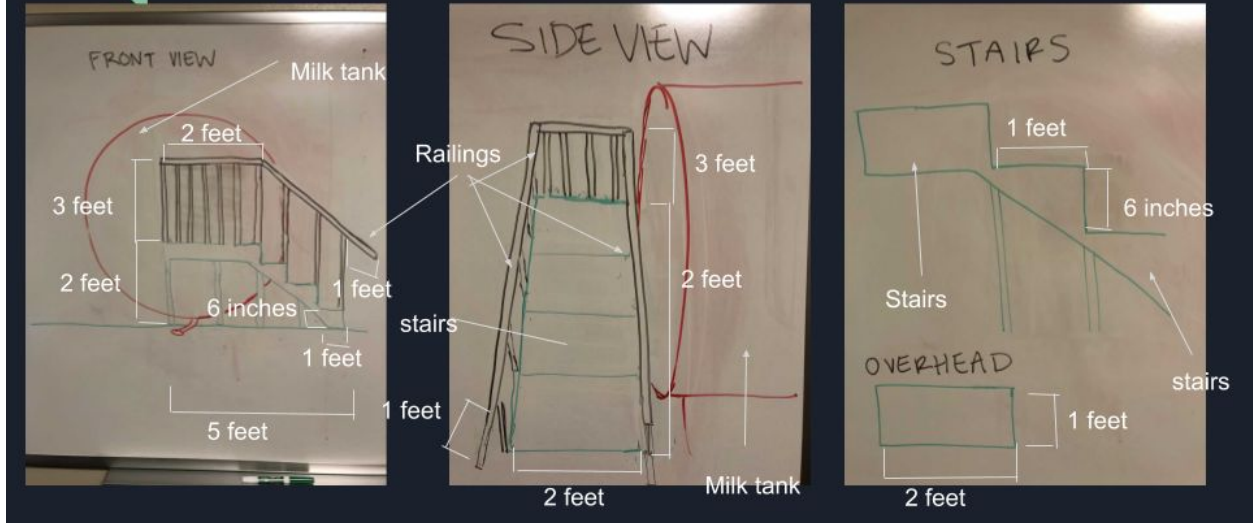 FRONT VIEW
Milk tank
2 feet
3 feet
2 feet
6 inches
1 feet
1 feet
5 feet
SIDE VIEW
Railings
3 feet
2 feet
stairs
1 feet
2 feet
Milk tank
STAIRS
1 feet
6 inches
Stairs
stairs
OVERHEAD
1 feet
2 feet